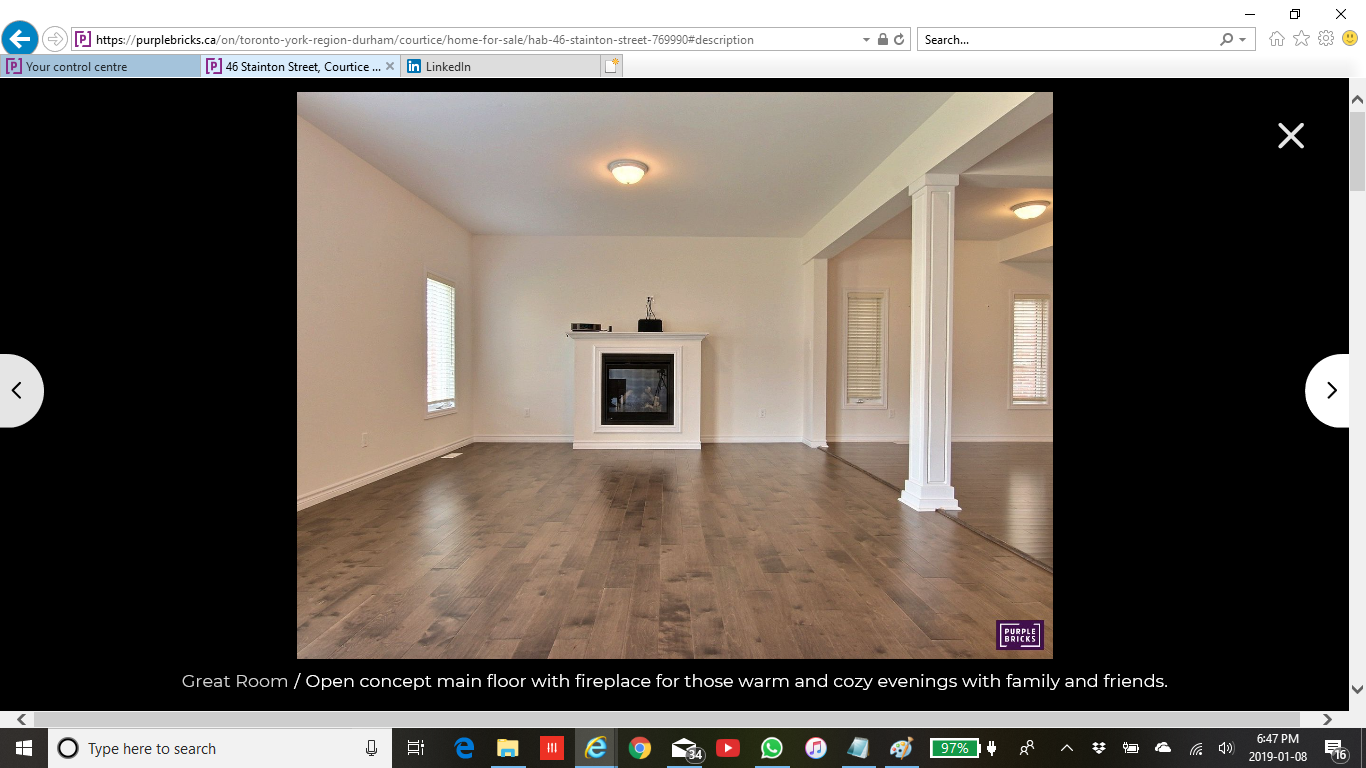 https://purplebricks.ca/on/toronto-york-region-durham/courtice/home-for-sale/hab-46-stainton-street-769990#description
Search...
Your control centre
46 Stainton Street, Courtice ...
LinkedIn
PURPLE
BRICKS
Great Room / Open concept main floor with fireplace for those warm and cozy evenings with family and friends.
Type here to search
34
97%
6:47 PM
2019-01-08
16